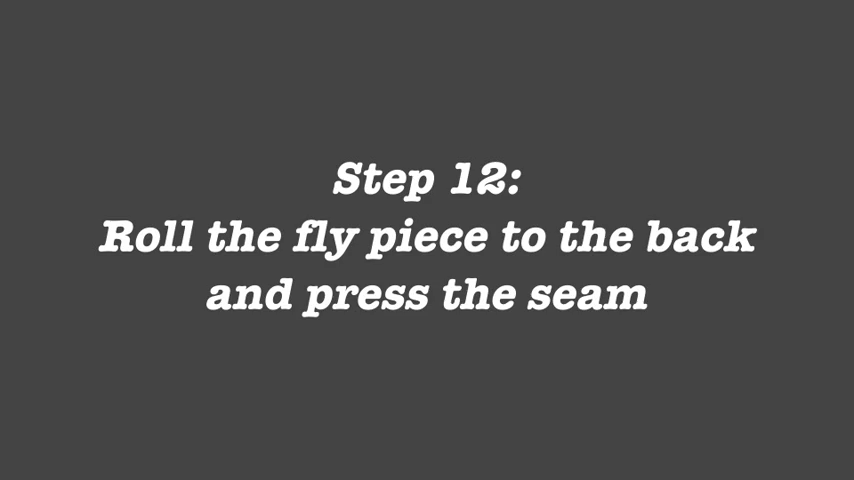 Step 12:
Roll the fly piece to the back
and press the seam